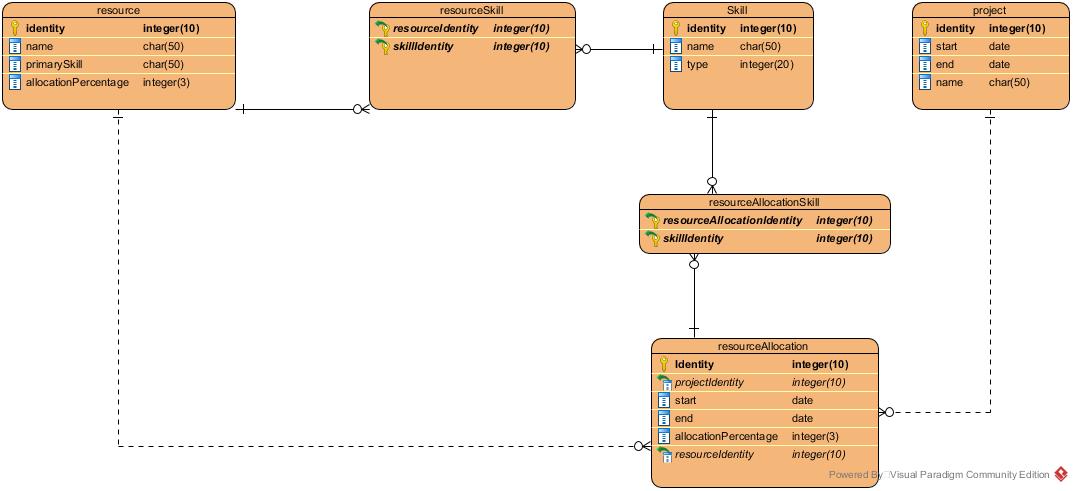 resource
identity integer(10)
name char(50)
primarySkill char(50)
allocationPercentage integer(3)
resourceSkill
resourceIdentity integer(10)
skillIdentity integer(10)
Skill
identity integer(10)
name char(50)
type integer(20)
project
identity integer(10)
start date
end date
name char(50)
resourceAllocationSkill
resourceAllocationIdentity integer(10)
skillIdentity integer(10)
resourceAllocation
Identity integer(10)
projectIdentity integer(10)
start date
end date
allocationPercentage integer(3)
resourceIdentity integer(10)
Powered By Visual Paradigm Community Edition